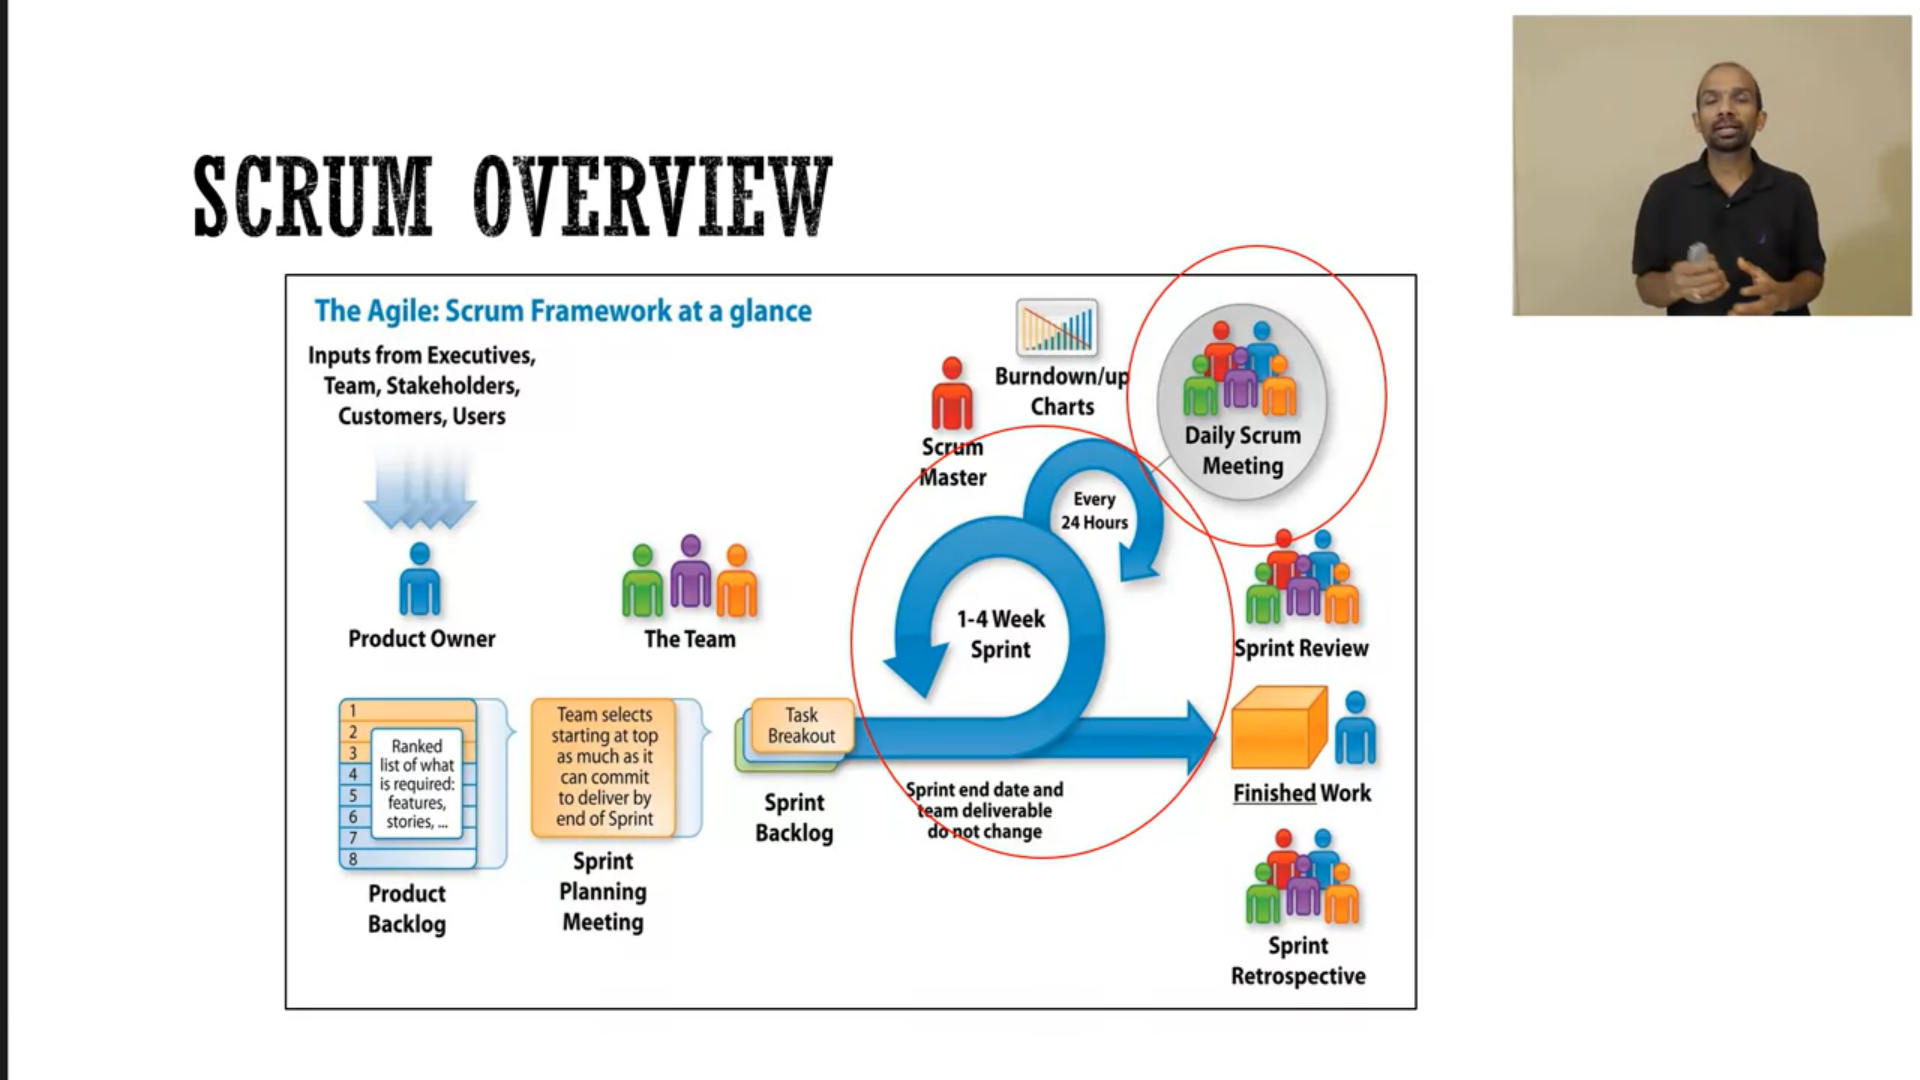 SCRUM OVERVIEW
The Agile: Scrum Framework at a glance
Inputs from Executives,
Team, Stakeholders,
Customers, Users
Product Owner
The Team
Scrum
Master
Burndown/up
Charts
Daily Scrum
Meeting
Every
24 Hours
1-4 Week
Sprint
Sprint Review
1
2
3
4
5
6
7
8
Ranked
list of what
is required:
features,
stories, ...
Product
Backlog
Team selects
starting at top
as much as it
can commit
to deliver by
end of Sprint
Sprint
Planning
Meeting
Task
Breakout
Sprint
Backlog
Sprint end date and
team deliverable
do not change
Finished Work
Sprint
Retrospective